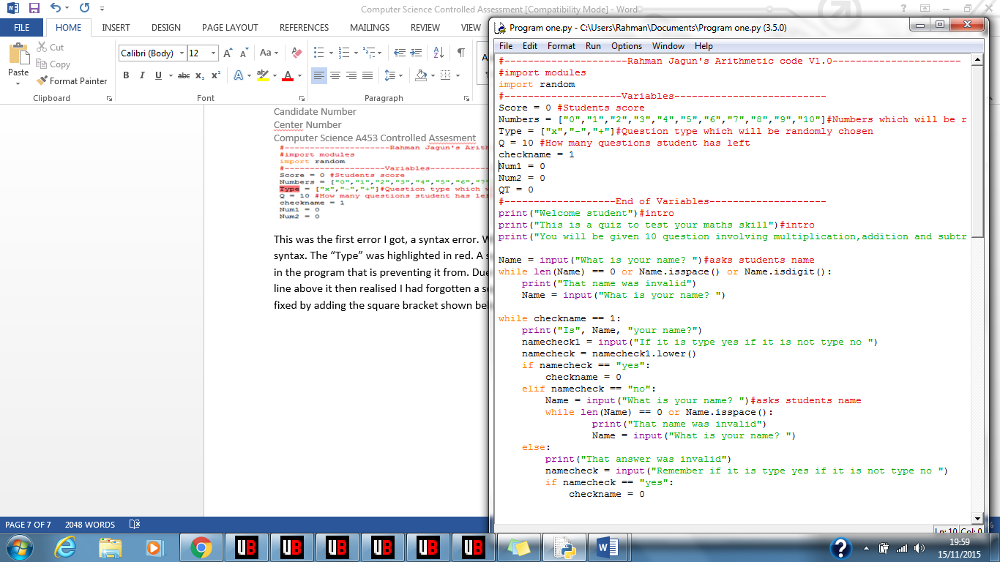 Computer Science Controlled Assessment [Compatibility Mode] - Word
FILE HOME INSERT DESIGN PAGE LAYOUT REFERENCES MAILINGS REVIEW VIEW
Paste
Cut
Copy
Format Painter
Clipboard
Calibri (Body) 12
Font
Paragraph
Candidate Number
Center Number
Computer Science A453 Controlled Assesment
#---------------------Rahman Jagun's Arith
#import modules
import random
#--------------------Variables------------
Score = 0 #Students score
Numbers = ["0","1","2","3","4","5","6","7"
Type = ["x","-","+"]#Question type which w
Q = 10 #How many questions student has lef
checkname = 1
Num1 = 0
Num2 = 0
This was the first error I got, a syntax error. W
syntax. The “Type” was highlighted in red. A s
in the program that is preventing it from. Due
line above it then realised I had forgotten a s
fixed by adding the square bracket shown bel
PAGE 7 OF 7 2048 WORDS
Program one.py - C:\Users\Rahman\Documents\Program one.py (3.5.0)
File Edit Format Run Options Window Help
#---------------------Rahman Jagun's Arithmetic code V1.0----------------------
#import modules
import random
#--------------------Variables--------------------------
Score = 0 #Students score
Numbers = ["0","1","2","3","4","5","6","7","8","9","10"]#Numbers which will be r
Type = ["x","-","+"]#Question type which will be randomly chosen
Q = 10 #How many questions student has left
checkname = 1
Num1 = 0
Num2 = 0
QT = 0
#-------------------End of Variables--------------------
print("Welcome student")#intro
print("This is a quiz to test your maths skill")#intro
print("You will be given 10 question involving multiplication,addition and subtr
Name = input("What is your name? ")#asks students name
while len(Name) == 0 or Name.isspace() or Name.isdigit():
    print("That name was invalid")
    Name = input("What is your name? ")
while checkname == 1:
    print("Is", Name, "your name?")
    namecheck1 = input("If it is type yes if it is not type no ")
    namecheck = namecheck1.lower()
    if namecheck == "yes":
        checkname = 0
    elif namecheck == "no":
        Name = input("What is your name? ")#asks students name
        while len(Name) == 0 or Name.isspace():
                print("That name was invalid")
                Name = input("What is your name? ")
    else:
        print("That answer was invalid")
        namecheck = input("Remember if it is type yes if it is not type no ")
        if namecheck == "yes":
            checkname = 0
Ln: 10 Col: 0
19:59
15/11/2015